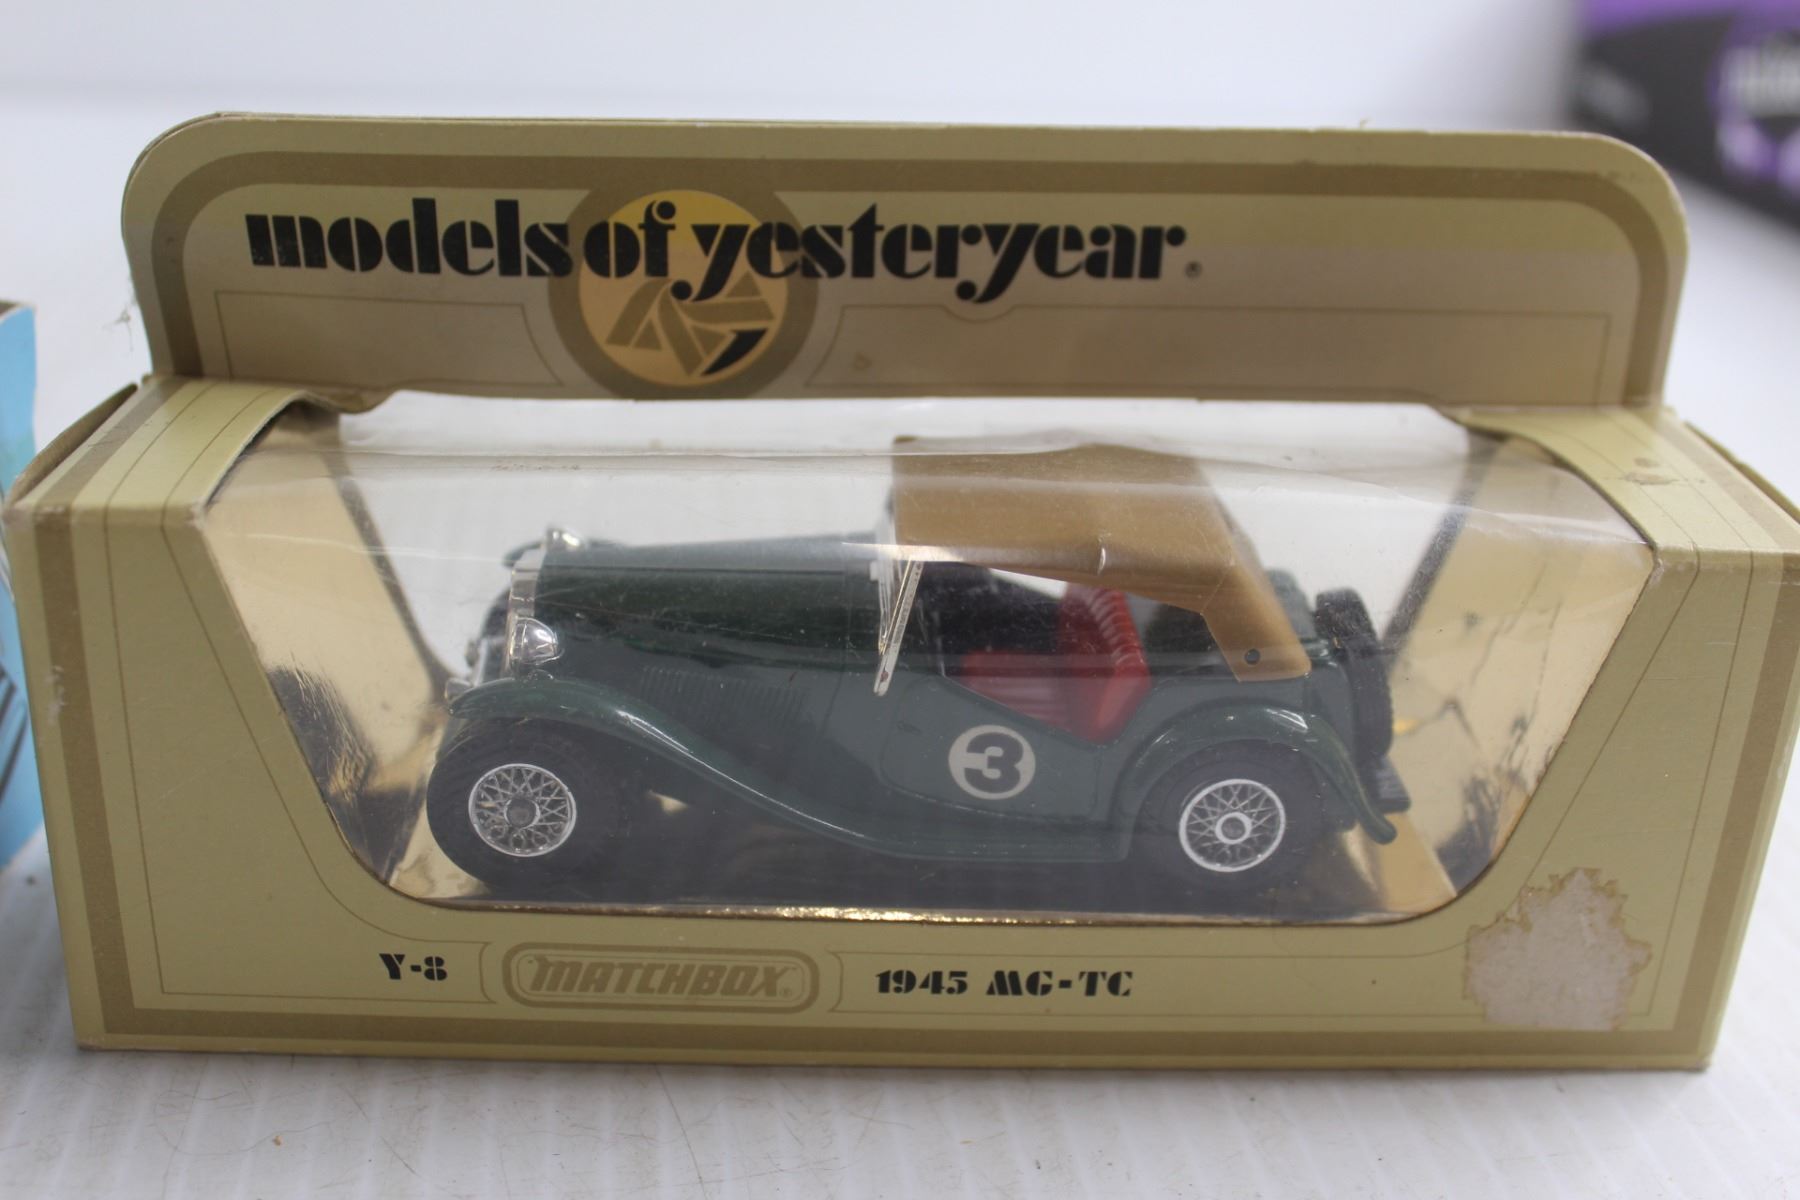 models of yesteryear®
3
Y-8 MATCHBOX® 1945 MG-TC